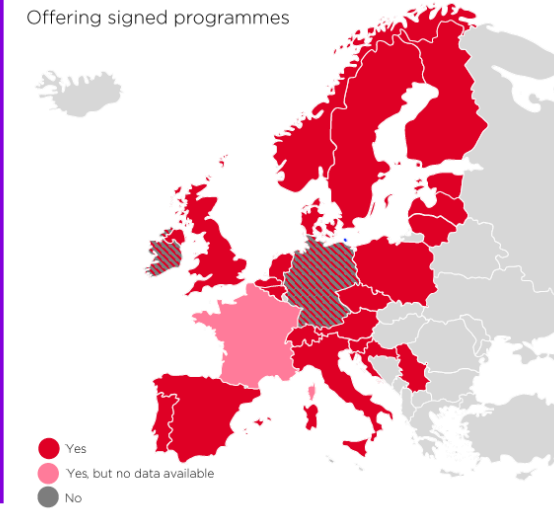 Offering signed programmes
Yes
Yes, but no data available
No